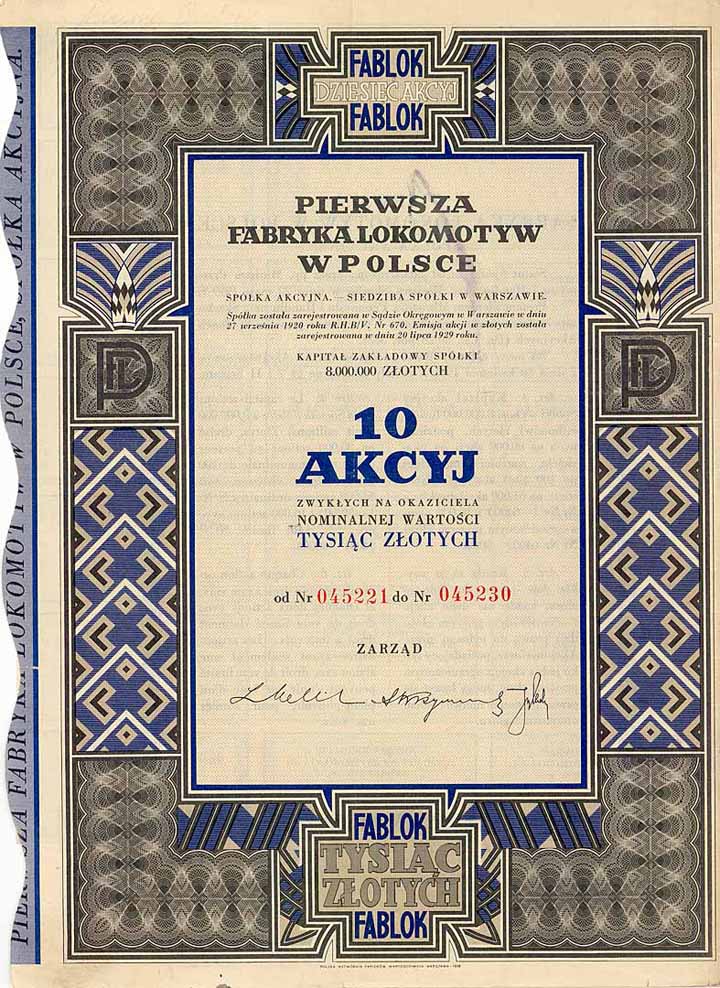 FABLOK
DZIESIĘĆ AKCYJ
FABLOK
PIERWSZA
FABRYKA LOKOMOTYW
W POLSCE
SPÓŁKA AKCYJNA. — SIEDZIBA SPÓŁKI W WARSZAWIE.
Spółka została zarejestrowana w Sądzie Okręgowym w Warszawie w dniu
27 września 1920 roku R.H.B/V. Nr 670. Emisja akcji w złotych została
zarejestrowana w dniu 20 lipca 1929 roku.
KAPITAŁ ZAKŁADOWY SPÓŁKI
8.000.000 ZŁOTYCH
10
AKCYJ
ZWYKŁYCH NA OKAZICIELA
NOMINALNEJ WARTOŚCI
TYSIĄC ZŁOTYCH
od Nr 045221 do Nr 045230
ZARZĄD
FABLOK
TYSIĄC
ZŁOTYCH
FABLOK
PIERWSZA FABRYKA LOKOMOTYW W POLSCE, SPÓŁKA AKCYJNA.